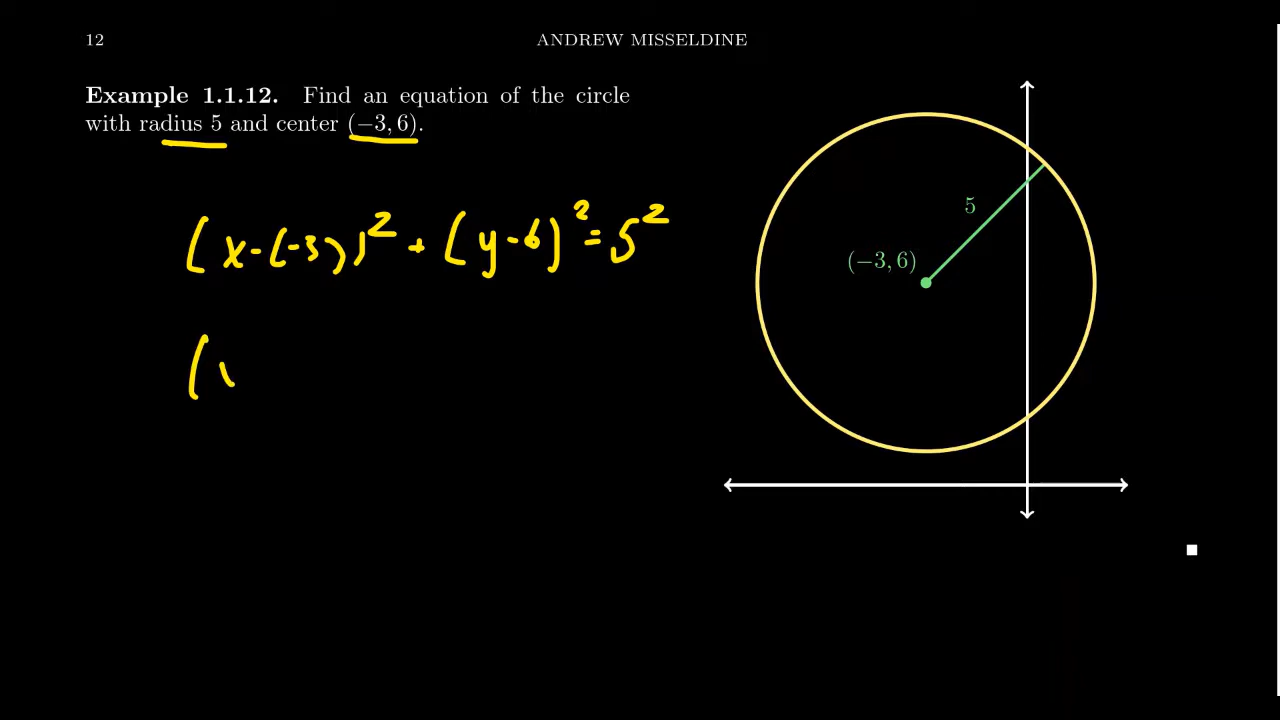 12 ANDREW MISSELDINE
Example 1.1.12. Find an equation of the circle
with radius 5 and center (−3, 6).
(x-(-3))² + (y-6)² = 5²
(
5
(−3, 6)